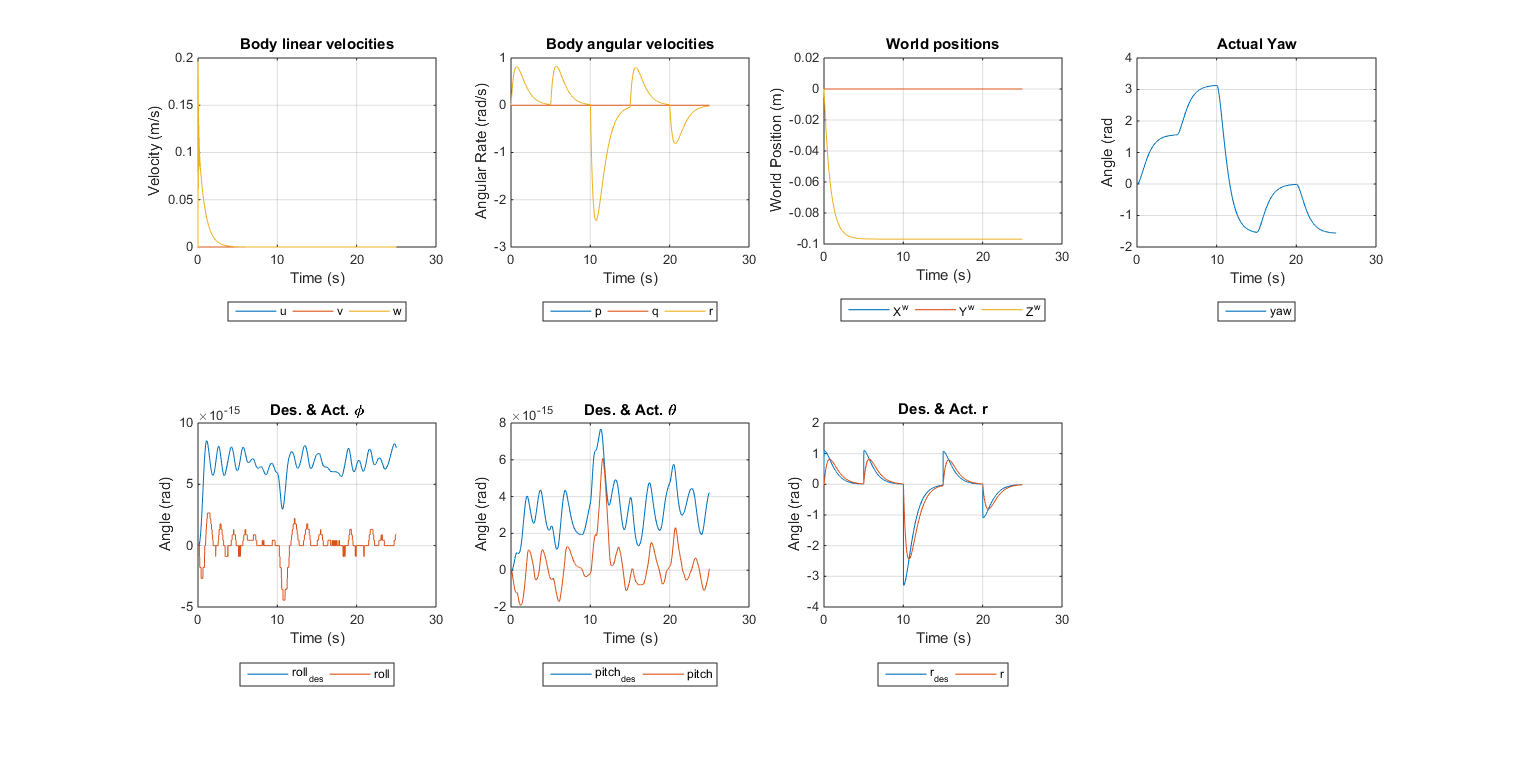 Body linear velocities
0.2
0.15
0.1
0.05
0
Velocity (m/s)
0 10 20 30
Time (s)
u v w
Body angular velocities
1
0
-1
-2
-3
Angular Rate (rad/s)
0 10 20 30
Time (s)
p q r
World positions
0.02
0
-0.02
-0.04
-0.06
-0.08
-0.1
World Position (m)
0 10 20 30
Time (s)
Xʷ Yʷ Zʷ
Actual Yaw
4
3
2
1
0
-1
-2
Angle (rad
0 10 20 30
Time (s)
yaw
Des. & Act. ϕ
×10⁻¹⁵
10
5
0
-5
Angle (rad)
0 10 20 30
Time (s)
roll_des roll
Des. & Act. θ
×10⁻¹⁵
8
6
4
2
0
-2
Angle (rad)
0 10 20 30
Time (s)
pitch_des pitch
Des. & Act. r
2
1
0
-1
-2
-3
-4
Angle (rad)
0 10 20 30
Time (s)
r_des r